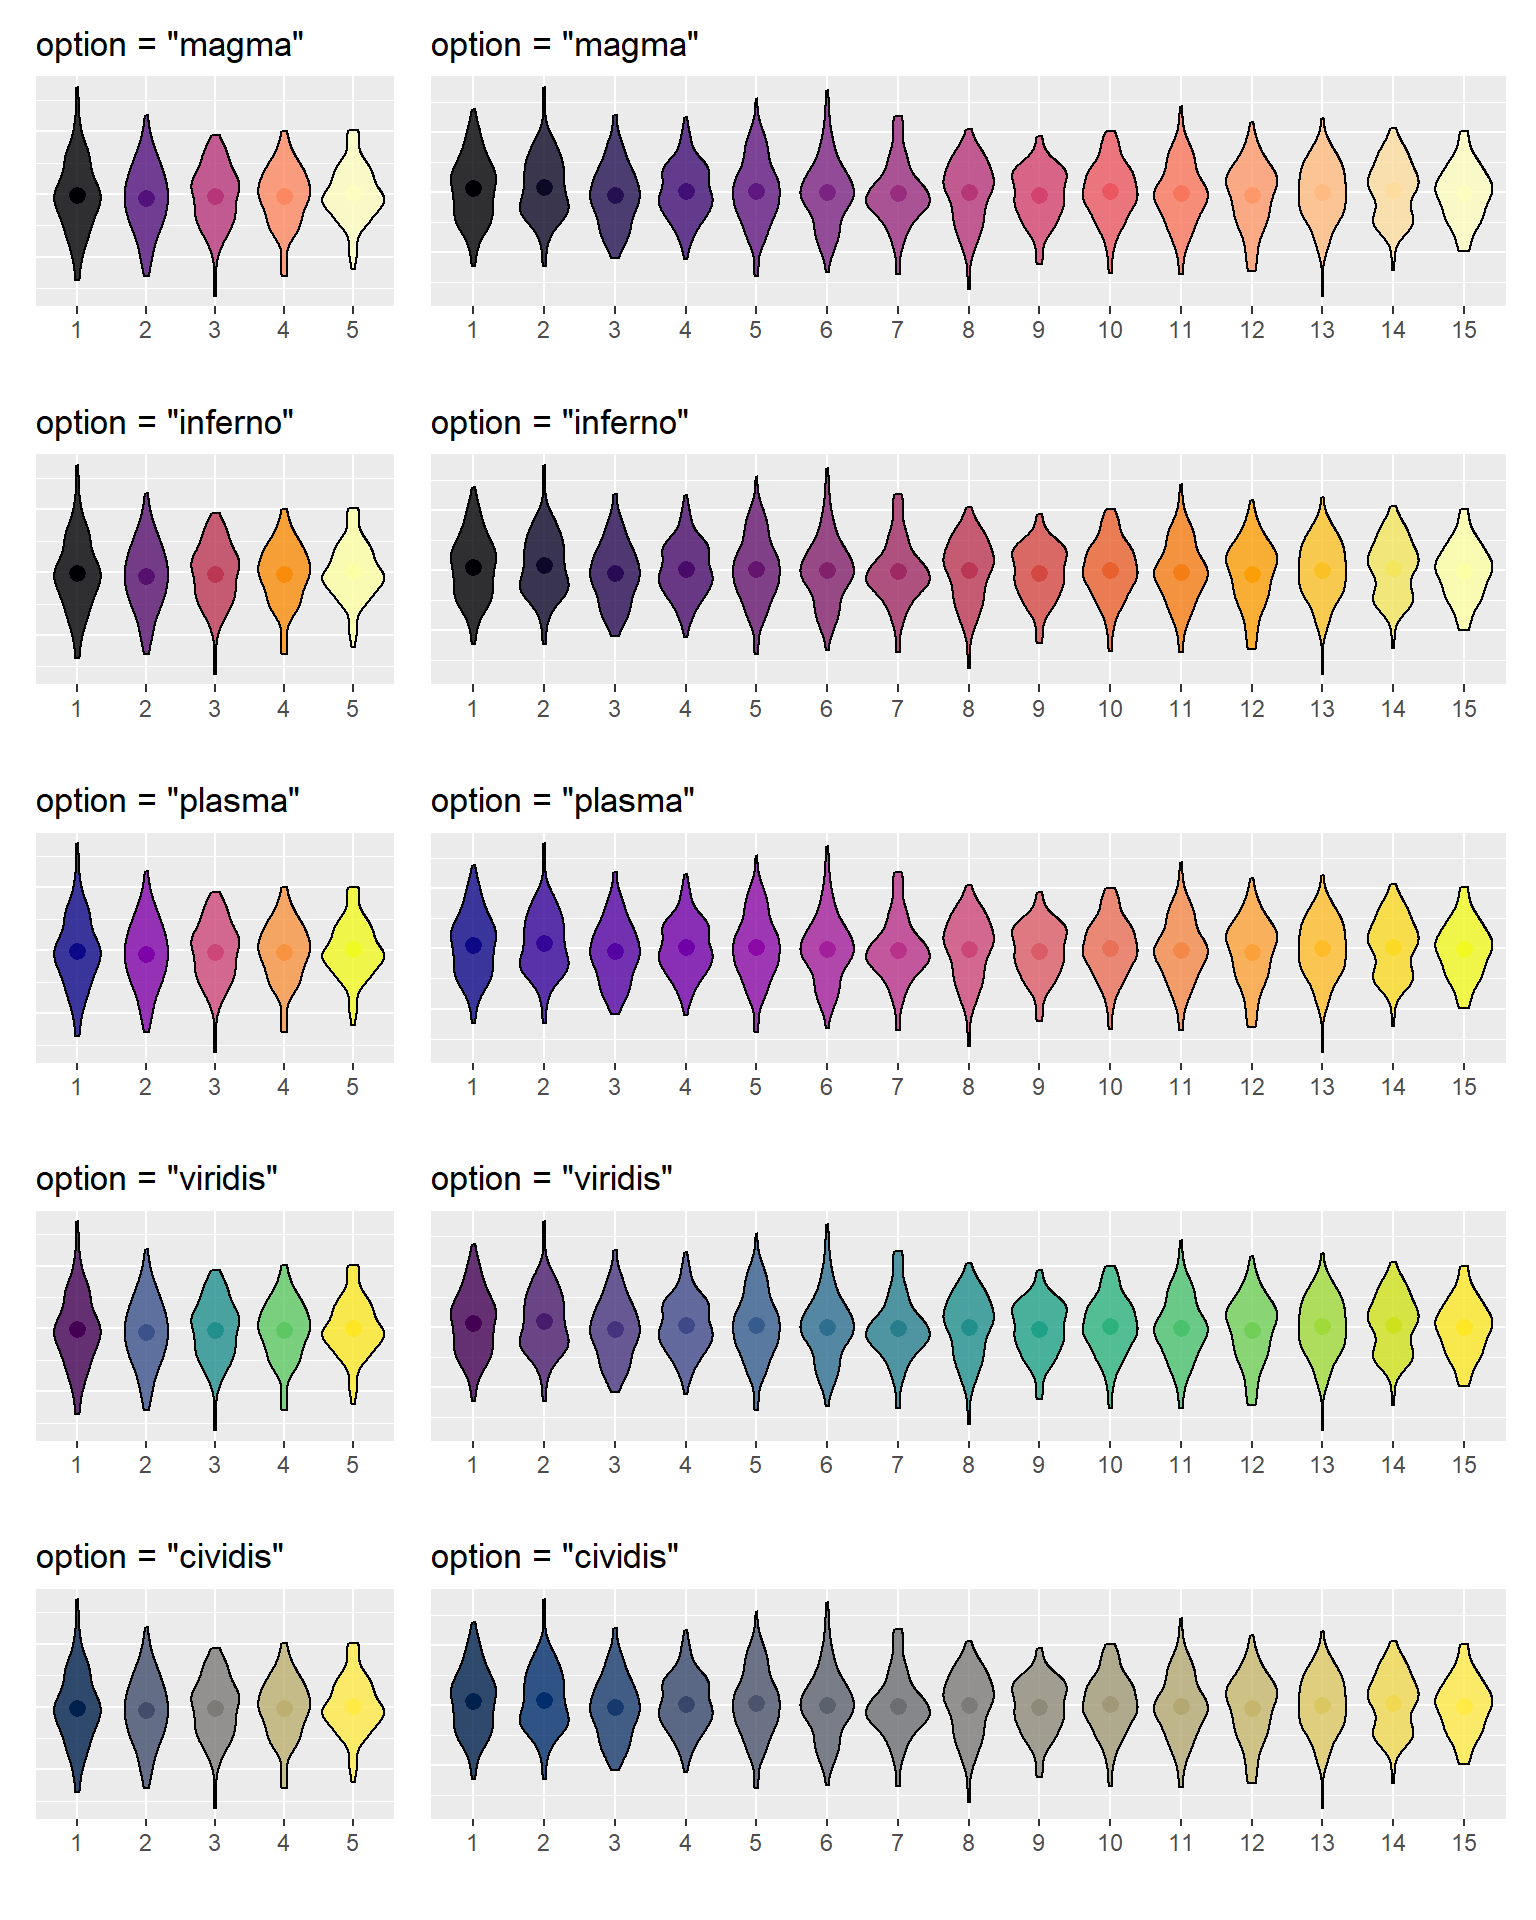 option = "magma" option = "magma"
1 2 3 4 5 1 2 3 4 5 6 7 8 9 10 11 12 13 14 15
option = "inferno" option = "inferno"
1 2 3 4 5 1 2 3 4 5 6 7 8 9 10 11 12 13 14 15
option = "plasma" option = "plasma"
1 2 3 4 5 1 2 3 4 5 6 7 8 9 10 11 12 13 14 15
option = "viridis" option = "viridis"
1 2 3 4 5 1 2 3 4 5 6 7 8 9 10 11 12 13 14 15
option = "cividis" option = "cividis"
1 2 3 4 5 1 2 3 4 5 6 7 8 9 10 11 12 13 14 15